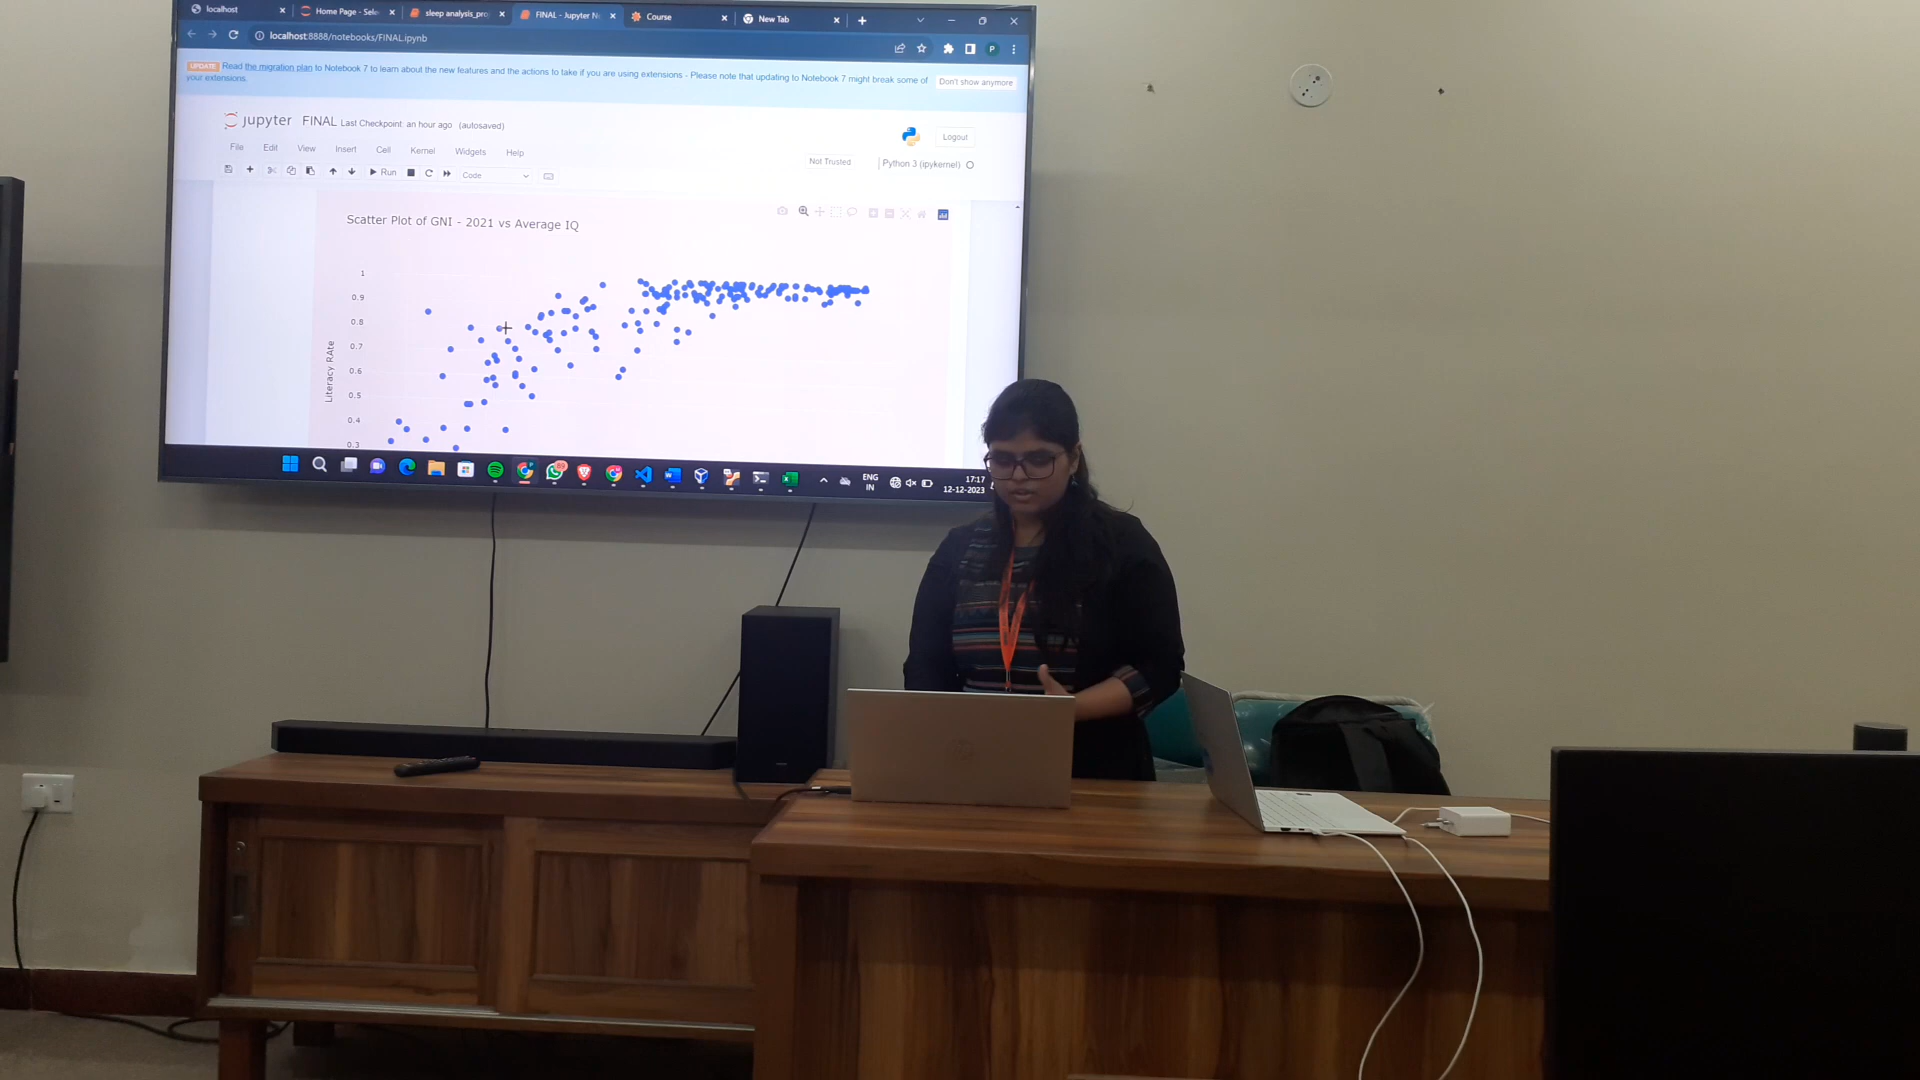 localhost
Home Page - Sele
sleep analysis_pro
FINAL - Jupyter N
Course
New Tab
localhost:8888/notebooks/FINAL.ipynb
P
UPDATE Read the migration plan to Notebook 7 to learn about the new features and the actions to take if you are using extensions - Please note that updating to Notebook 7 might break some of
your extensions.
Don't show anymore
jupyter FINAL Last Checkpoint: an hour ago (autosaved)
Logout
File Edit View Insert Cell Kernel Widgets Help
Not Trusted
Python 3 (ipykernel)
Run
Code
Scatter Plot of GNI - 2021 vs Average IQ
1
0.9
0.8
0.7
0.6
0.5
0.4
0.3
Literacy RAte
ENG
IN
17:17
12-12-2023